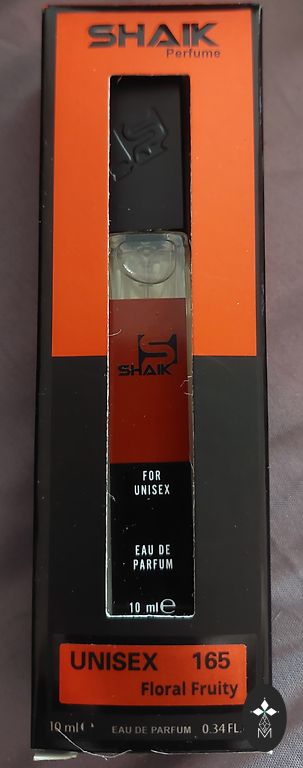 SHAIK
Perfume
SHAIK
FOR
UNISEX
EAU DE
PARFUM
10 ml e
UNISEX 165
Floral Fruity
10 ml EAU DE PARFUM 0.34 FL.